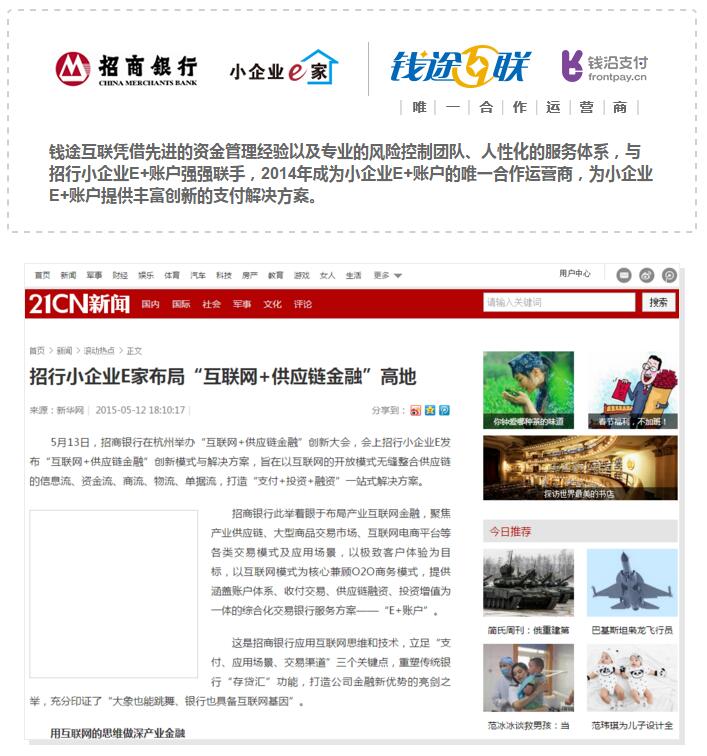 招商银行
CHINA MERCHANTS BANK
小企业e家
钱途互联
钱沿支付
frontpay.cn
唯一合作运营商
钱途互联凭借先进的资金管理经验以及专业的风险控制团队、人性化的服务体系，与
招行小企业E+账户强强联手，2014年成为小企业E+账户的唯一合作运营商，为小企业
E+账户提供丰富创新的支付解决方案。
首页 新闻 军事 财经 娱乐 体育 汽车 科技 房产 教育 游戏 女人 生活 更多
用户中心
21CN新闻 国内 国际 社会 军事 文化 评论
请输入关键词
搜索
首页 > 新闻 > 滚动热点 > 正文
招行小企业E家布局“互联网+供应链金融”高地
来源：新华网 | 2015-05-12 18:10:17 | 分享到：
5月13日，招商银行在杭州举办“互联网+供应链金融”创新大会，会上招行小企业E发
布“互联网+供应链金融”创新模式与解决方案，旨在以互联网的开放模式无缝整合供应链
的信息流、资金流、商流、物流、单据流，打造“支付+投资+融资”一站式解决方案。
招商银行此举着眼于布局产业互联网金融，聚焦
产业供应链、大型商品交易市场、互联网电商平台等
各类交易模式及应用场景，以极致客户体验为目
标，以互联网模式为核心兼顾O2O商务模式，提供
涵盖账户体系、收付交易、供应链融资、投资增值为
一体的综合化交易银行服务方案——“E+账户”。
这是招商银行应用互联网思维和技术，立足“支
付、应用场景、交易渠道”三个关键点，重塑传统银
行“存贷汇”功能，打造公司金融新优势的亮剑之
举，充分印证了“大象也能跳舞、银行也具备互联网基因”。
用互联网的思维做深产业金融
你钟爱哪种茶的味道
春节福利，不加班！
探访世界最美的书店
今日推荐
简氏周刊：俄重建第
巴基斯坦枭龙飞行员
范冰冰谈救男孩：当
范玮琪为儿子设计全